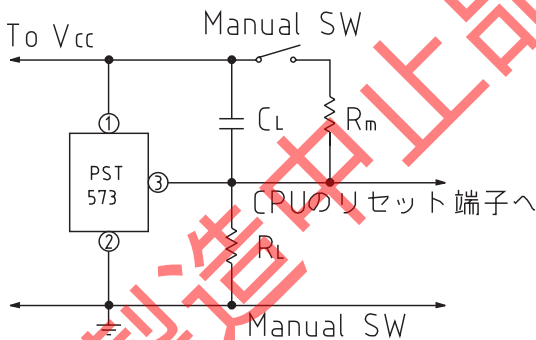 Manual SW
To Vcc
①
CL
Rm
PST
573
③
CPUのリセット端子へ
②
RL
Manual SW
製造中止品